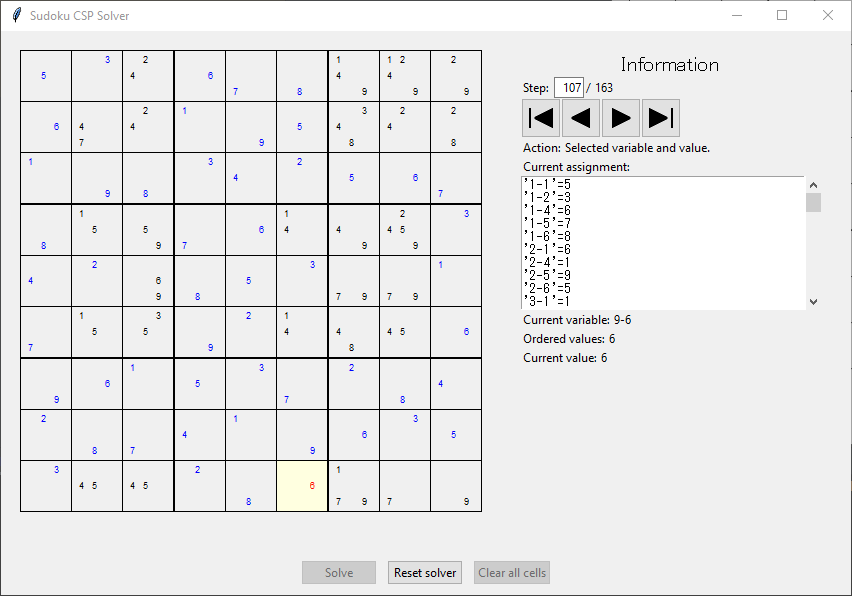 Sudoku CSP Solver
3 2 1 1 2 2
5 4 6 4 4
7 8 9 9 9
2 1 3 2 2
6 4 4 5 4 4
7 9 8 8
1 3 2
4 5 6
9 8 7
1 1 2 3
5 5 6 4 4 4 5
8 9 7 9 9
2 3 1
4 6 5
9 8 7 9 7 9
1 3 2 1
5 5 4 4 4 5 6
7 9 8
1 3 2
6 5 4
9 7 8
2 1 3
4 6 5
8 7 9
3 2 1
4 5 4 5 6
8 7 9 7 9
Information
Step: 107 / 163
Action: Selected variable and value.
Current assignment:
'1-1'=5
'1-2'=3
'1-4'=6
'1-5'=7
'1-6'=8
'2-1'=6
'2-4'=1
'2-5'=9
'2-6'=5
'3-1'=1
Current variable: 9-6
Ordered values: 6
Current value: 6
Solve
Reset solver
Clear all cells